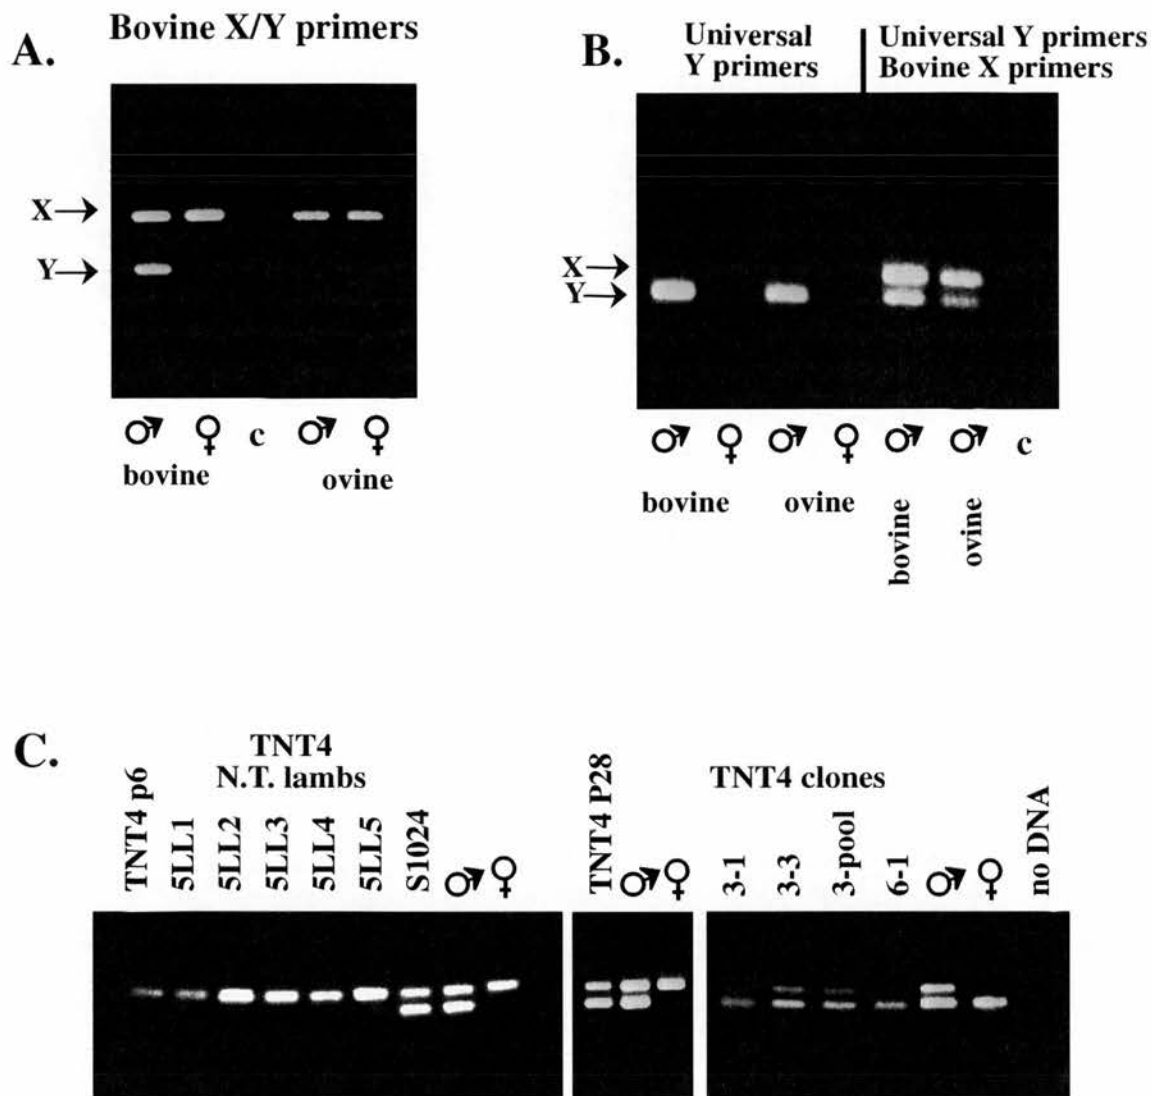 A.
Bovine X/Y primers
X→
Y→
♂ ♀ c ♂ ♀
bovine ovine
B.
Universal
Y primers
Universal Y primers
Bovine X primers
X→
Y→
♂ ♀ ♂ ♀ ♂ ♂ c
bovine ovine
bovine
ovine
C.
TNT4
N.T. lambs
TNT4 p6
5LL1
5LL2
5LL3
5LL4
5LL5
S1024
♂ ♀
TNT4 P28
♂ ♀
TNT4 clones
3-1
3-3
3-pool
6-1
♂ ♀
no DNA